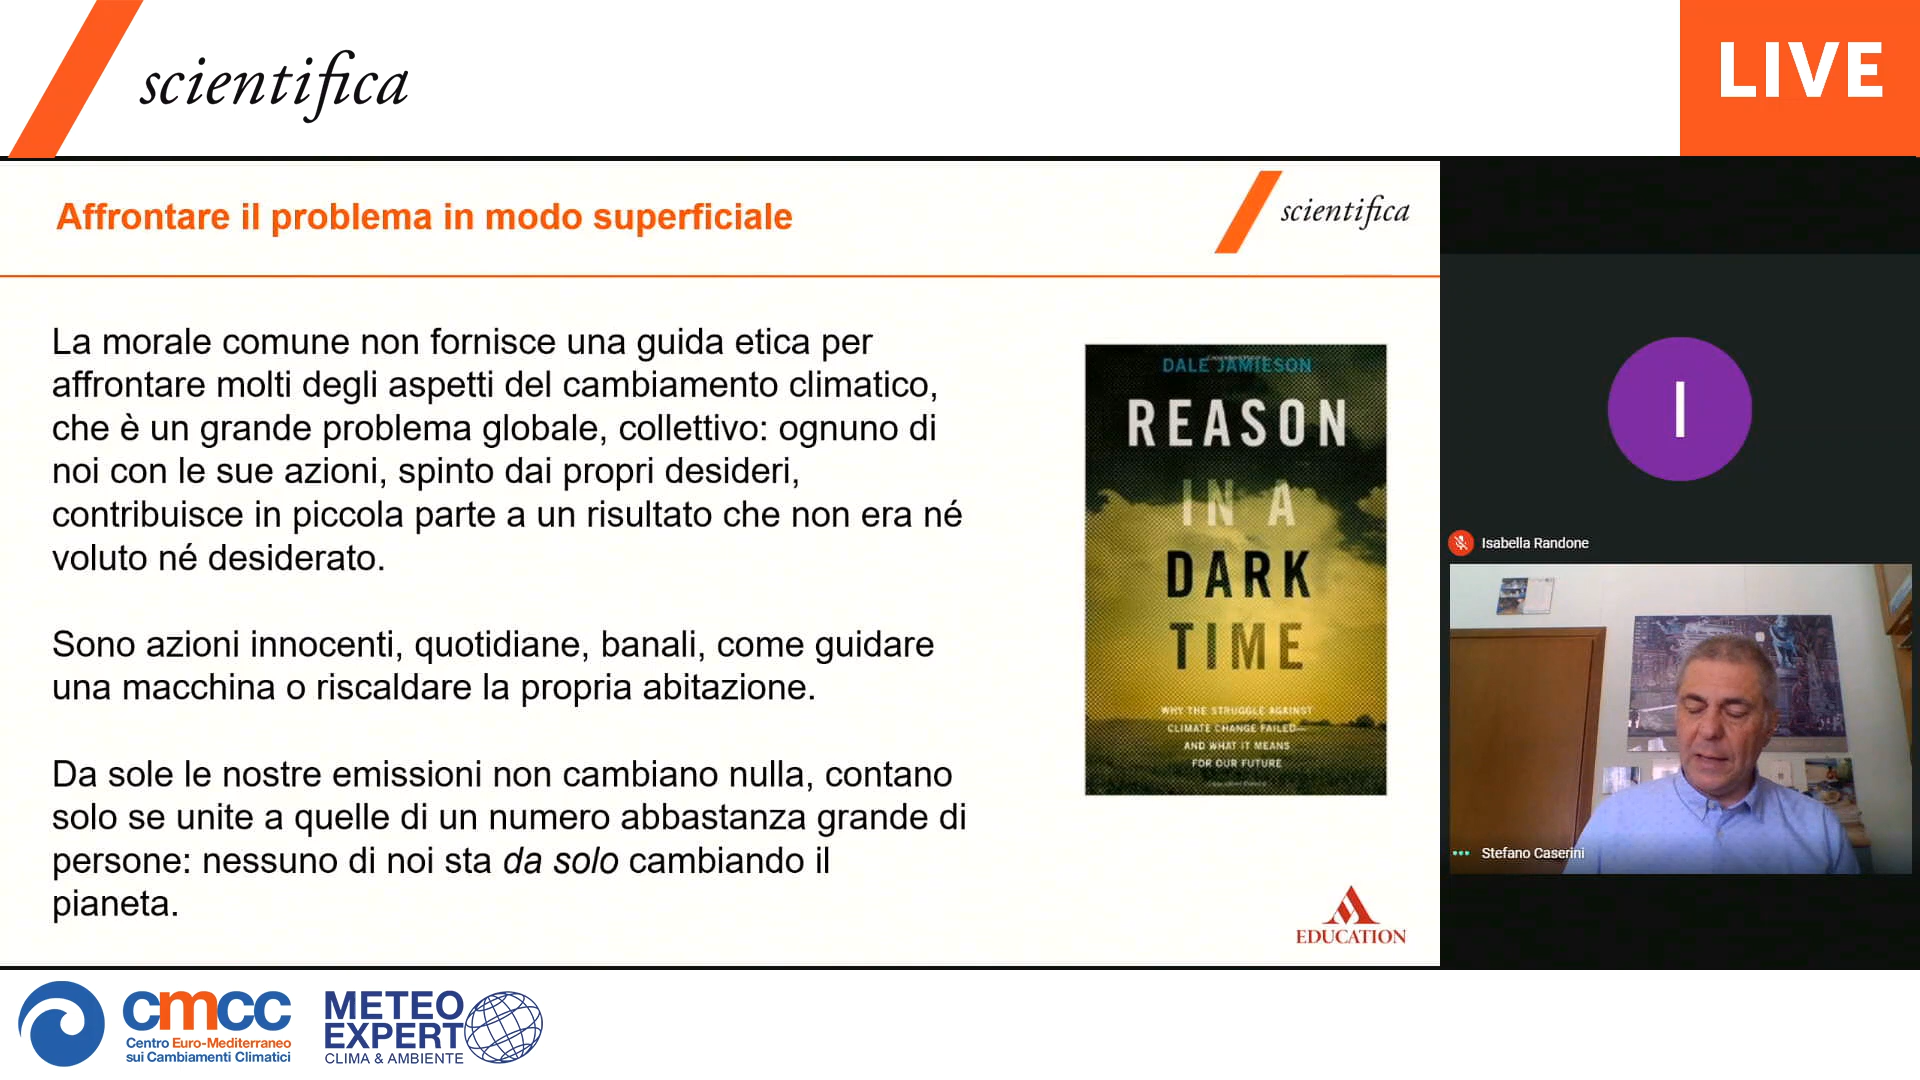 scientifica
LIVE
Affrontare il problema in modo superficiale
scientifica
La morale comune non fornisce una guida etica per
affrontare molti degli aspetti del cambiamento climatico,
che è un grande problema globale, collettivo: ognuno di
noi con le sue azioni, spinto dai propri desideri,
contribuisce in piccola parte a un risultato che non era né
voluto né desiderato.
Sono azioni innocenti, quotidiane, banali, come guidare
una macchina o riscaldare la propria abitazione.
Da sole le nostre emissioni non cambiano nulla, contano
solo se unite a quelle di un numero abbastanza grande di
persone: nessuno di noi sta da solo cambiando il
pianeta.
DALE JAMIESON
REASON
IN A
DARK
TIME
WHY THE STRUGGLE AGAINST
CLIMATE CHANGE FAILED—
AND WHAT IT MEANS
FOR OUR FUTURE
EDUCATION
I
Isabella Randone
Stefano Caserini
cmcc
Centro Euro-Mediterraneo
sui Cambiamenti Climatici
METEO
EXPERT
CLIMA & AMBIENTE